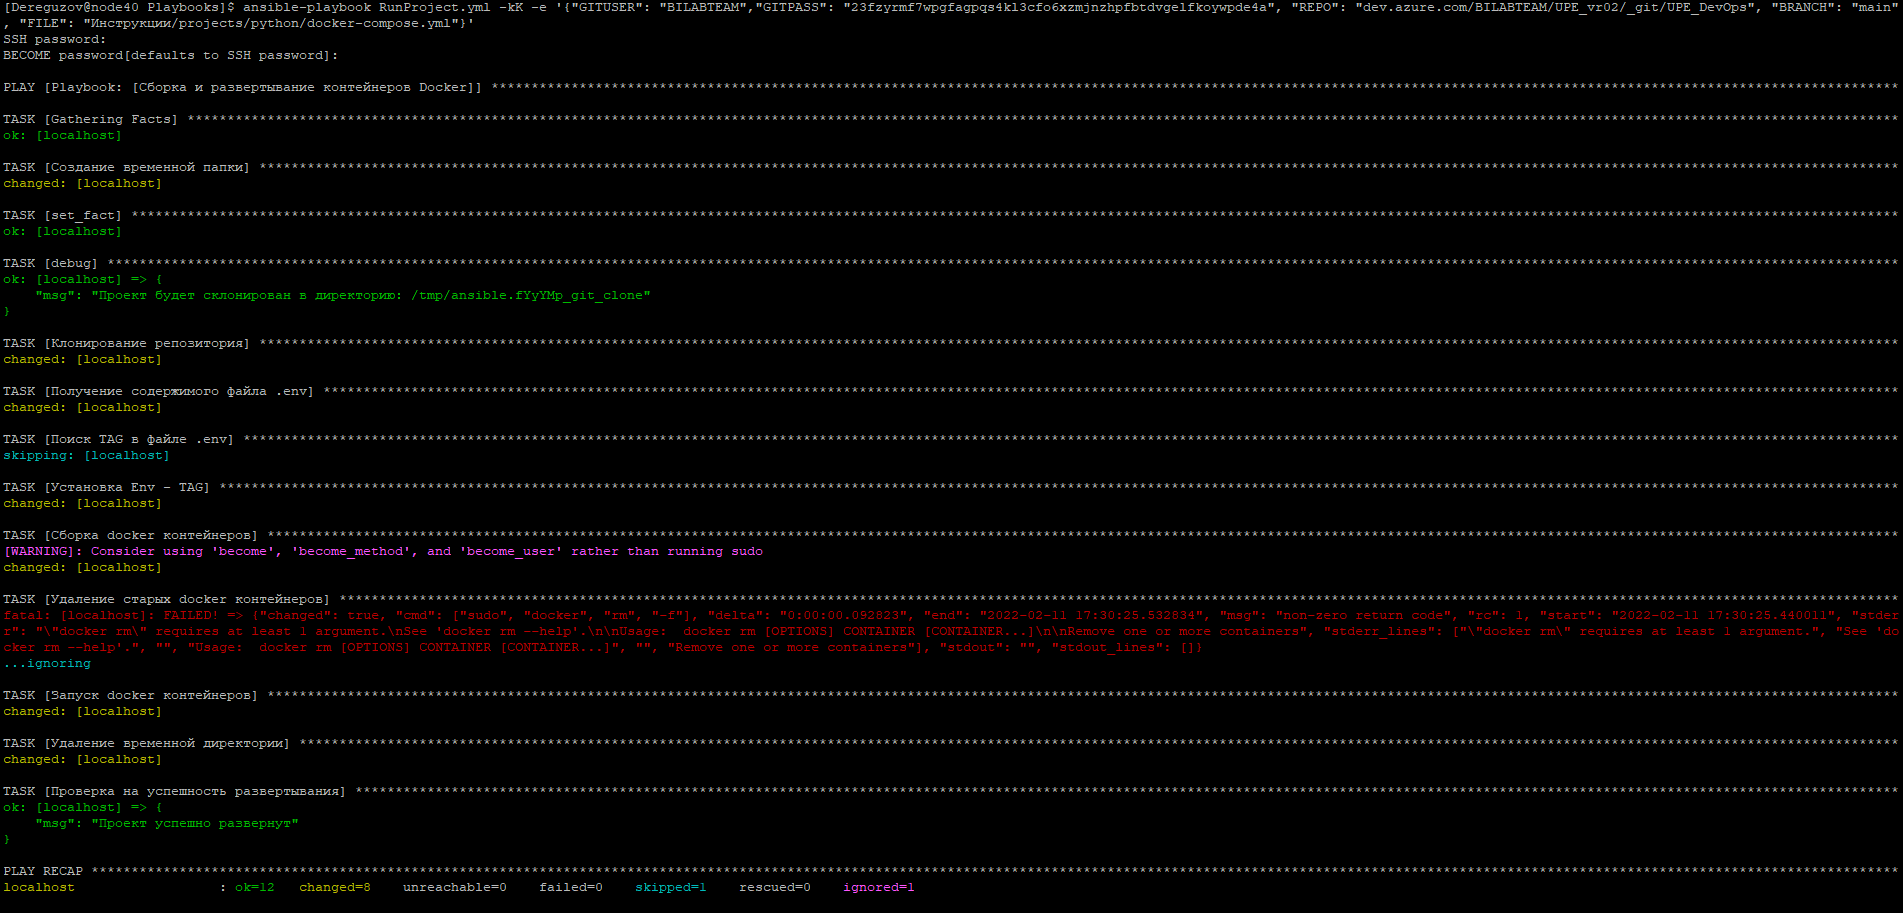 [Dereguzov@node40 Playbooks]$ ansible-playbook RunProject.yml -kK -e '{"GITUSER": "BILABTEAM","GITPASS": "23fzyrmf7wpgfagpqs4kl3cfo6xzmjnzhpfbtdvgelfkoywpde4a", "REPO": "dev.azure.com/BILABTEAM/UPE_vr02/_git/UPE_DevOps", "BRANCH": "main"
, "FILE": "Инструкции/projects/python/docker-compose.yml"}'
SSH password:
BECOME password[defaults to SSH password]:
PLAY [Playbook: [Сборка и развертывание контейнеров Docker]] ****
TASK [Gathering Facts] ****
ok: [localhost]
TASK [Создание временной папки] ****
changed: [localhost]
TASK [set_fact] ****
ok: [localhost]
TASK [debug] ****
ok: [localhost] => {
"msg": "Проект будет склонирован в директорию: /tmp/ansible.fYyYMp_git_clone"
}
TASK [Клонирование репозитория] ****
changed: [localhost]
TASK [Получение содержимого файла .env] ****
changed: [localhost]
TASK [Поиск TAG в файле .env] ****
skipping: [localhost]
TASK [Установка Env - TAG] ****
changed: [localhost]
TASK [Сборка docker контейнеров] ****
[WARNING]: Consider using 'become', 'become_method', and 'become_user' rather than running sudo
changed: [localhost]
TASK [Удаление старых docker контейнеров] ****
fatal: [localhost]: FAILED! => {"changed": true, "cmd": ["sudo", "docker", "rm", "-f"], "delta": "0:00:00.092823", "end": "2022-02-11 17:30:25.532834", "msg": "non-zero return code", "rc": 1, "start": "2022-02-11 17:30:25.440011", "stder
r": "\"docker rm\" requires at least 1 argument.\nSee 'docker rm --help'.\n\nUsage:  docker rm [OPTIONS] CONTAINER [CONTAINER...]\n\nRemove one or more containers", "stderr_lines": ["\"docker rm\" requires at least 1 argument.", "See 'do
cker rm --help'.", "", "Usage:  docker rm [OPTIONS] CONTAINER [CONTAINER...]", "", "Remove one or more containers"], "stdout": "", "stdout_lines": []}
...ignoring
TASK [Запуск docker контейнеров] ****
changed: [localhost]
TASK [Удаление временной директории] ****
changed: [localhost]
TASK [Проверка на успешность развертывания] ****
ok: [localhost] => {
"msg": "Проект успешно развернут"
}
PLAY RECAP ****
localhost : ok=12 changed=8 unreachable=0 failed=0 skipped=1 rescued=0 ignored=1